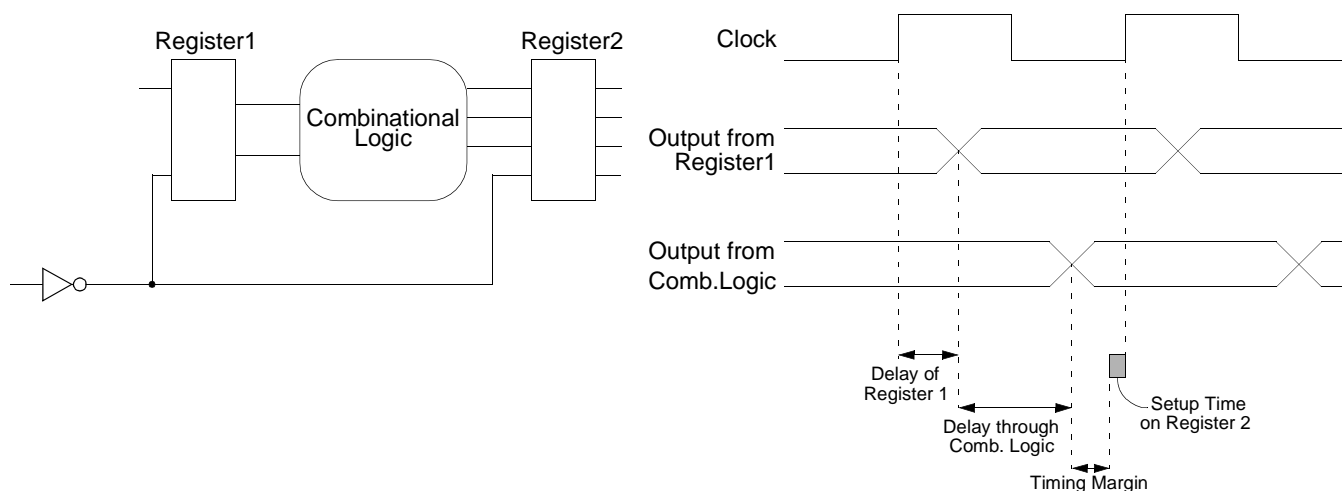 Register1
Register2
Combinational
Logic
Clock
Output from
Register1
Output from
Comb.Logic
Delay of
Register 1
Delay through
Comb. Logic
Setup Time
on Register 2
Timing Margin